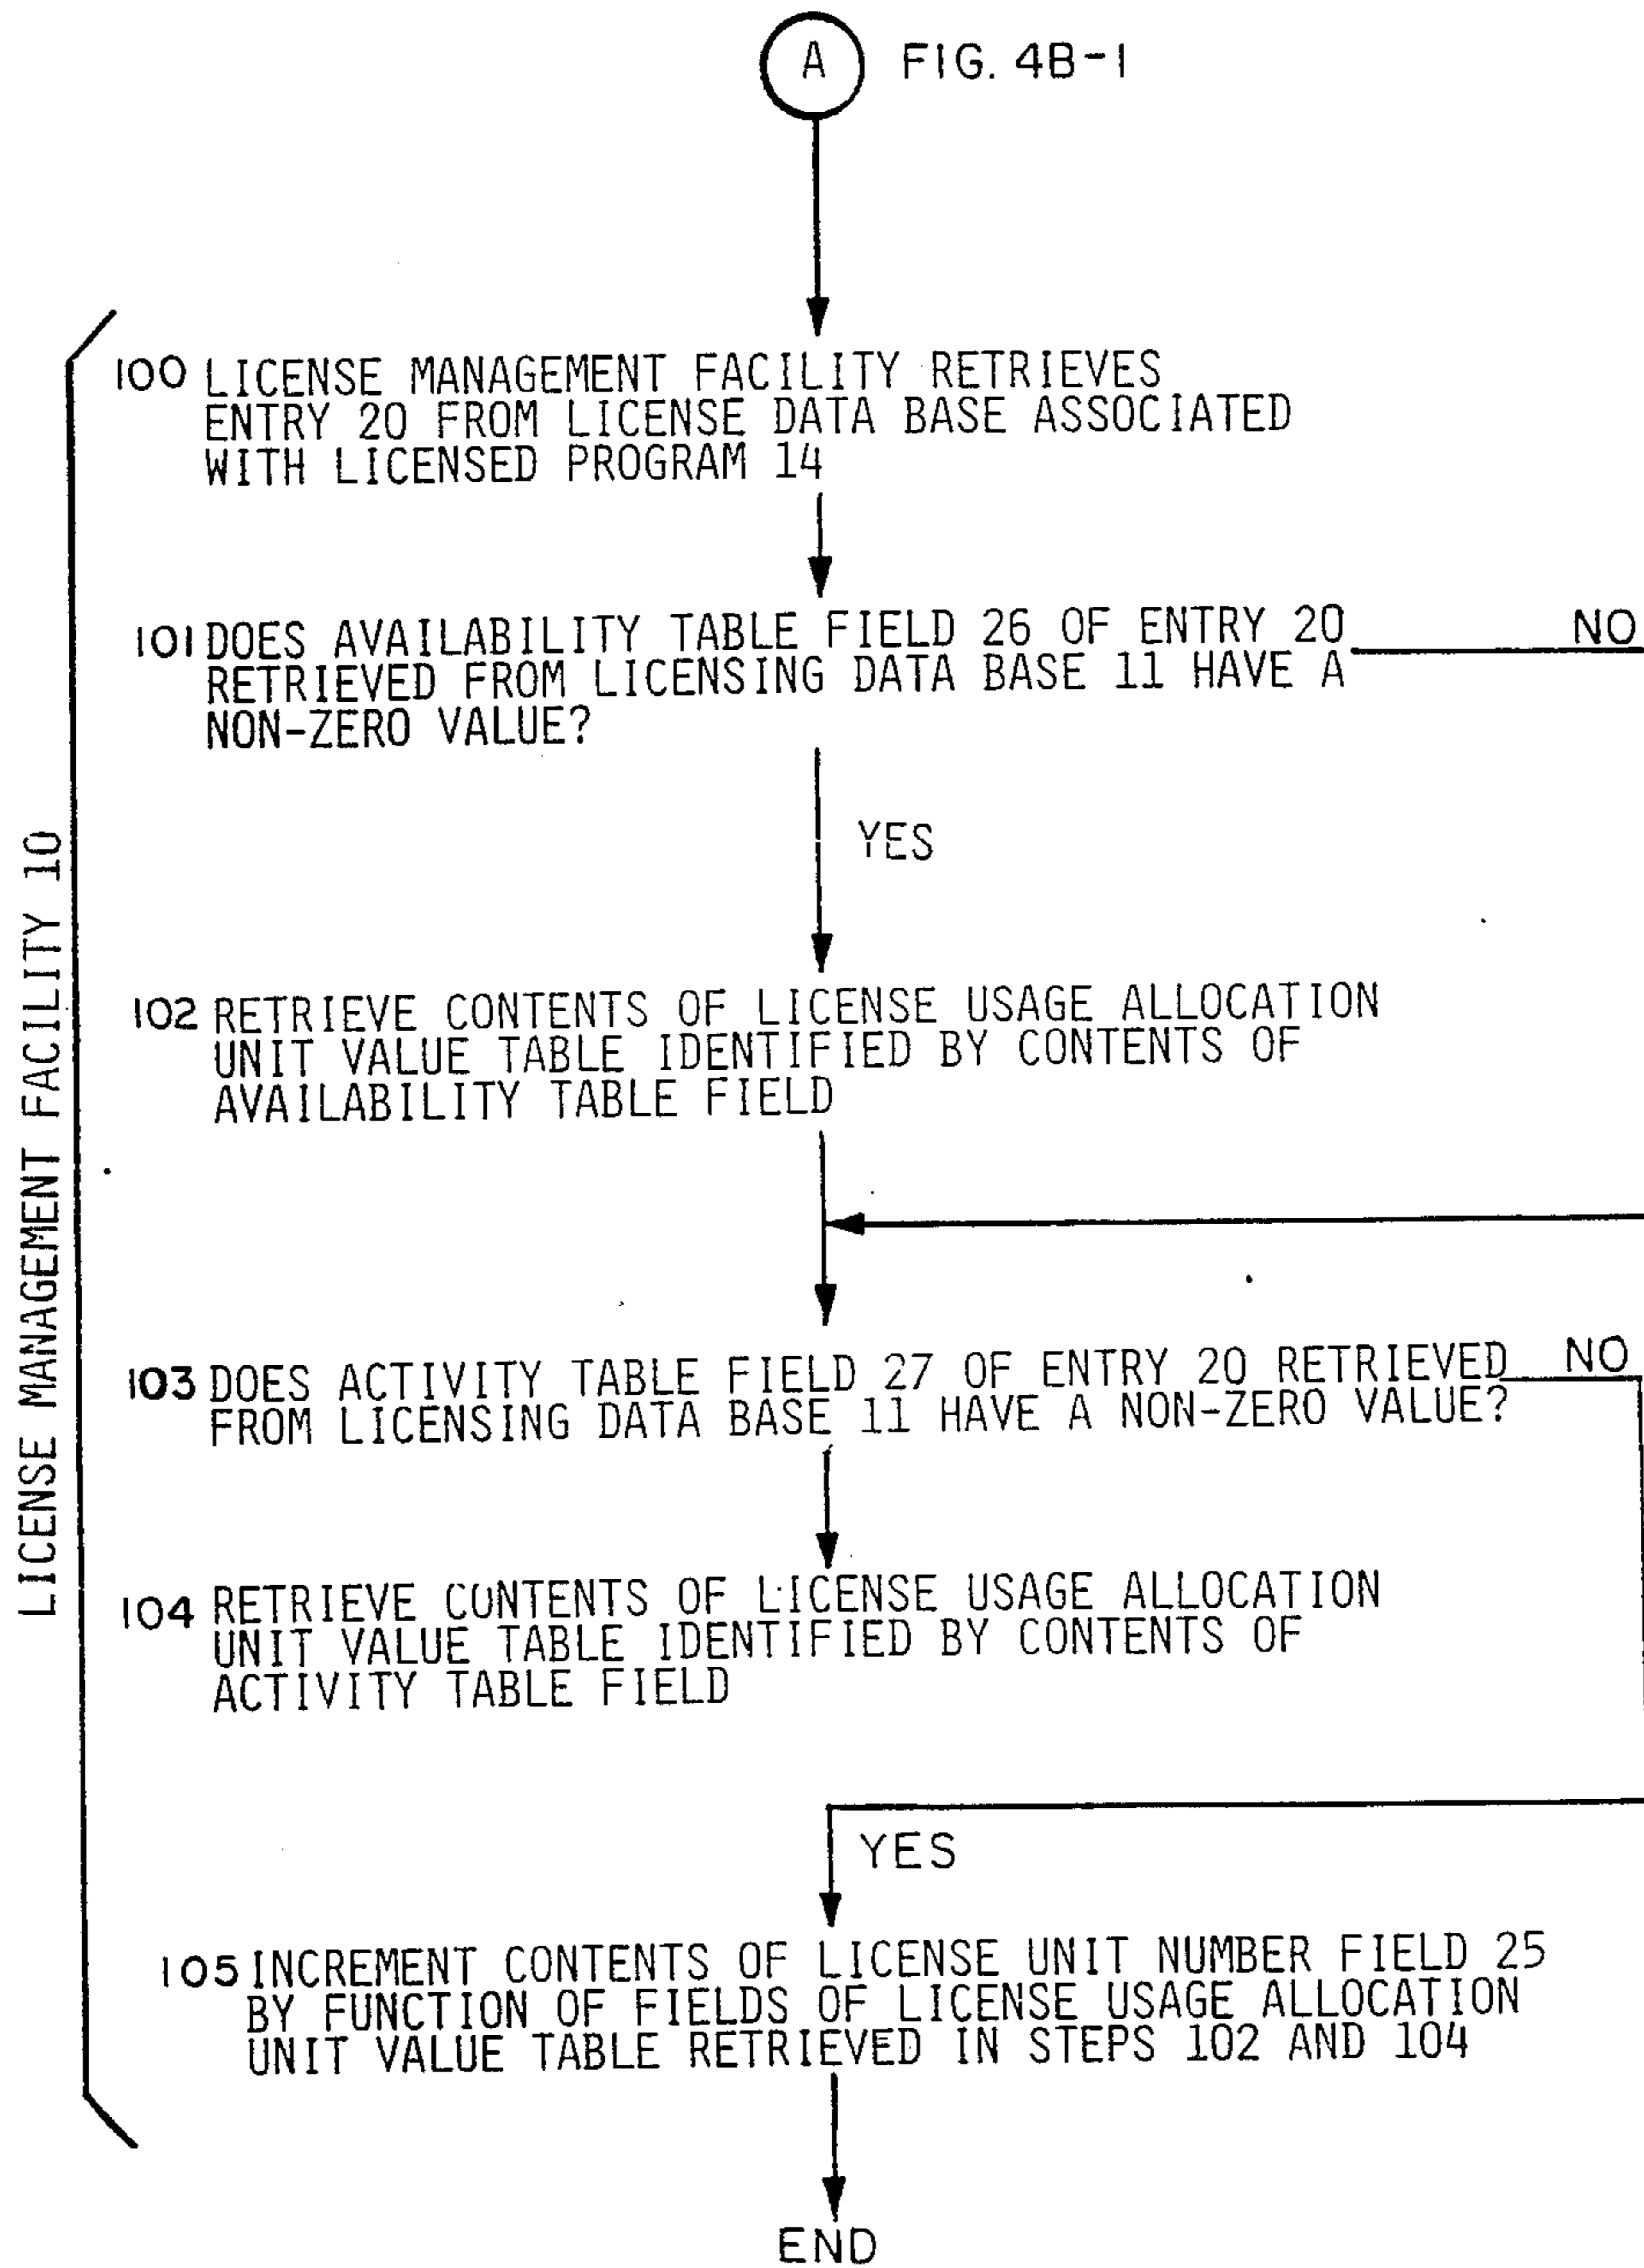 A FIG. 4B-1
LICENSE MANAGEMENT FACILITY 10
100 LICENSE MANAGEMENT FACILITY RETRIEVES
ENTRY 20 FROM LICENSE DATA BASE ASSOCIATED
WITH LICENSED PROGRAM 14
101 DOES AVAILABILITY TABLE FIELD 26 OF ENTRY 20 NO
RETRIEVED FROM LICENSING DATA BASE 11 HAVE A
NON-ZERO VALUE?
YES
102 RETRIEVE CONTENTS OF LICENSE USAGE ALLOCATION
UNIT VALUE TABLE IDENTIFIED BY CONTENTS OF
AVAILABILITY TABLE FIELD
103 DOES ACTIVITY TABLE FIELD 27 OF ENTRY 20 RETRIEVED NO
FROM LICENSING DATA BASE 11 HAVE A NON-ZERO VALUE?
104 RETRIEVE CONTENTS OF LICENSE USAGE ALLOCATION
UNIT VALUE TABLE IDENTIFIED BY CONTENTS OF
ACTIVITY TABLE FIELD
YES
105 INCREMENT CONTENTS OF LICENSE UNIT NUMBER FIELD 25
BY FUNCTION OF FIELDS OF LICENSE USAGE ALLOCATION
UNIT VALUE TABLE RETRIEVED IN STEPS 102 AND 104
END